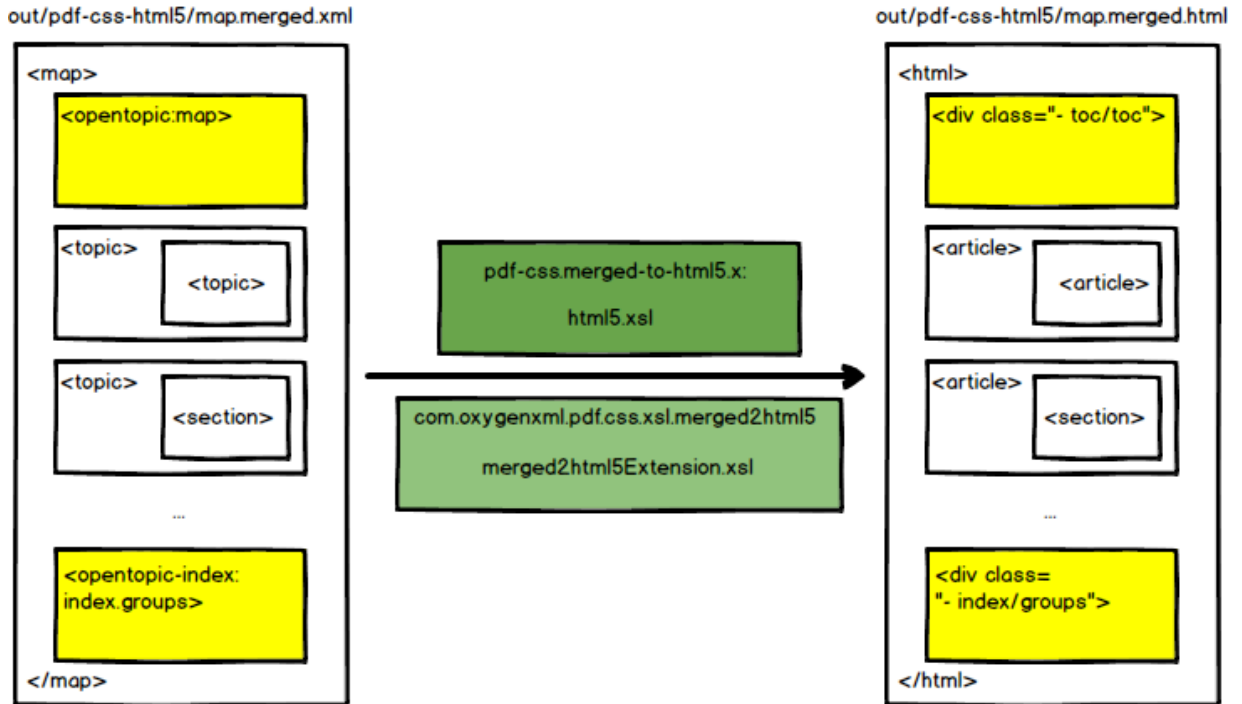 out/pdf-css-html5/map.merged.xml
<map>
<opentopic:map>
<topic>
<topic>
<topic>
<section>
...
<opentopic-index:
index.groups>
</map>
pdf-css.merged-to-html5.x:
html5.xsl
com.oxygenxml.pdf.css.xsl.merged2html5
merged2html5Extension.xsl
out/pdf-css-html5/map.merged.html
<html>
<div class="- toc/toc">
<article>
<article>
<article>
<section>
...
<div class=
"- index/groups">
</html>